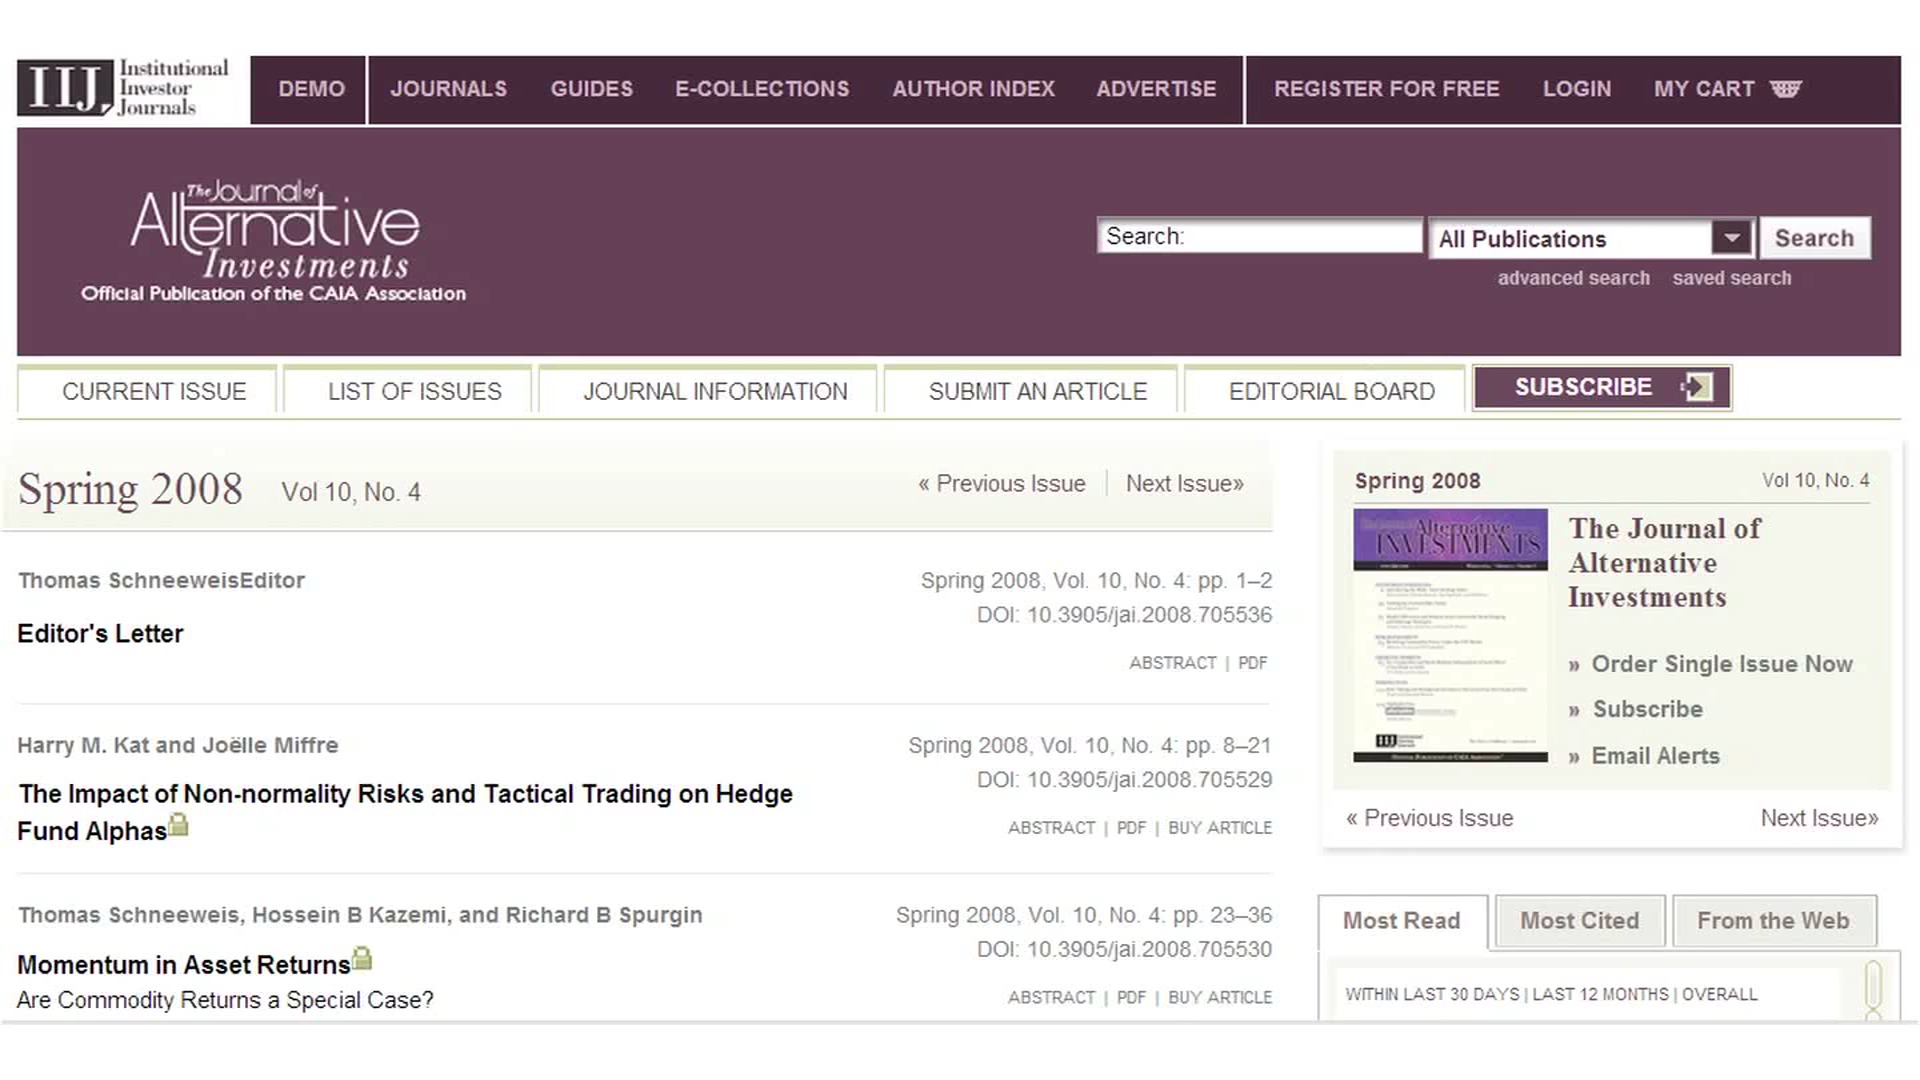 IIJ, Institutional
Investor
Journals
DEMO
JOURNALS
GUIDES
E-COLLECTIONS
AUTHOR INDEX
ADVERTISE
REGISTER FOR FREE
LOGIN
MY CART
The Journal of
Alternative
Investments
Official Publication of the CAIA Association
Search:
All Publications
Search
advanced search
saved search
CURRENT ISSUE
LIST OF ISSUES
JOURNAL INFORMATION
SUBMIT AN ARTICLE
EDITORIAL BOARD
SUBSCRIBE
Spring 2008 Vol 10, No. 4
« Previous Issue
Next Issue»
Thomas SchneeweisEditor
Spring 2008, Vol. 10, No. 4: pp. 1–2
DOI: 10.3905/jai.2008.705536
Editor's Letter
ABSTRACT | PDF
Harry M. Kat and Joëlle Miffre
Spring 2008, Vol. 10, No. 4: pp. 8–21
DOI: 10.3905/jai.2008.705529
The Impact of Non-normality Risks and Tactical Trading on Hedge
Fund Alphas
ABSTRACT | PDF | BUY ARTICLE
Thomas Schneeweis, Hossein B Kazemi, and Richard B Spurgin
Spring 2008, Vol. 10, No. 4: pp. 23–36
DOI: 10.3905/jai.2008.705530
Momentum in Asset Returns
Are Commodity Returns a Special Case?
ABSTRACT | PDF | BUY ARTICLE
Spring 2008
Vol 10, No. 4
Alternative
INVESTMENTS
The Journal of
Alternative
Investments
» Order Single Issue Now
» Subscribe
» Email Alerts
« Previous Issue
Next Issue»
Most Read
Most Cited
From the Web
WITHIN LAST 30 DAYS | LAST 12 MONTHS | OVERALL